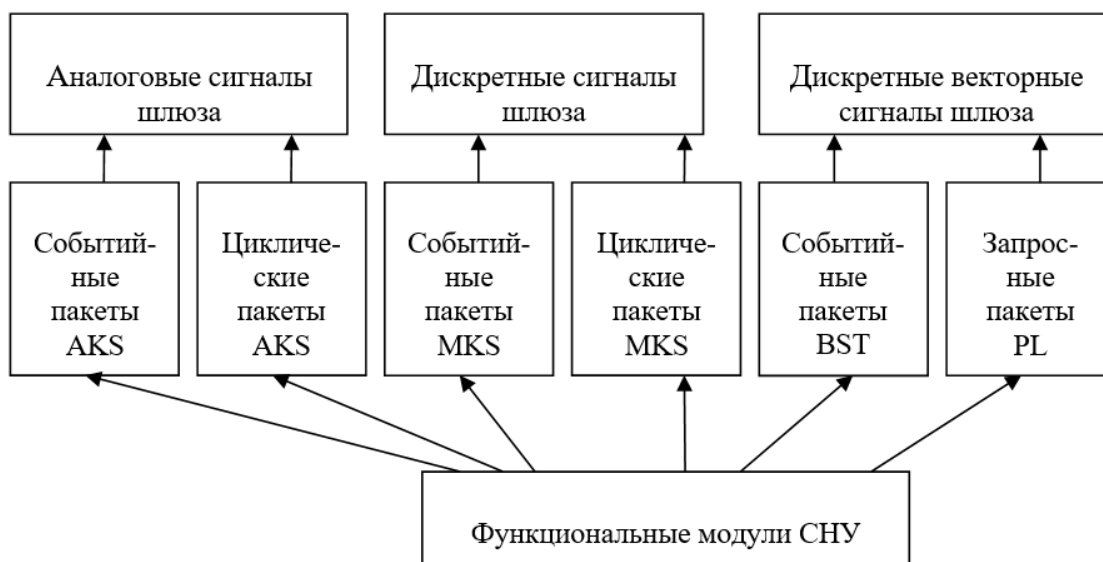 Аналоговые сигналы
шлюза
Дискретные сигналы
шлюза
Дискретные векторные
сигналы шлюза
Событий-
ные
пакеты
AKS
Цикличе-
ские
пакеты
AKS
Событий-
ные
пакеты
MKS
Цикличе-
ские
пакеты
MKS
Событий-
ные
пакеты
BST
Запрос-
ные
пакеты
PL
Функциональные модули СНУ